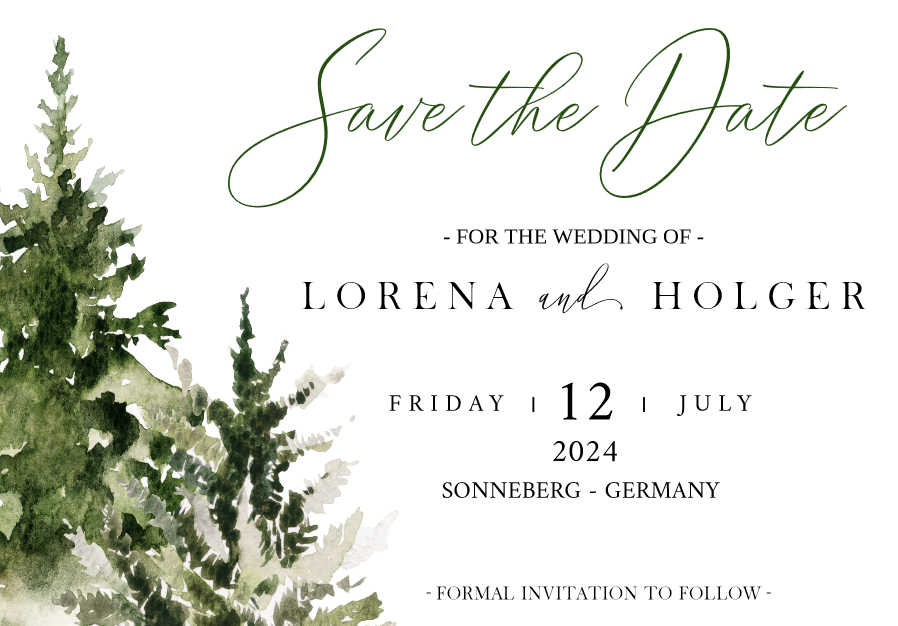 Save the Date
- FOR THE WEDDING OF -
LORENA and HOLGER
FRIDAY | 12 | JULY
2024
SONNEBERG - GERMANY
- FORMAL INVITATION TO FOLLOW -